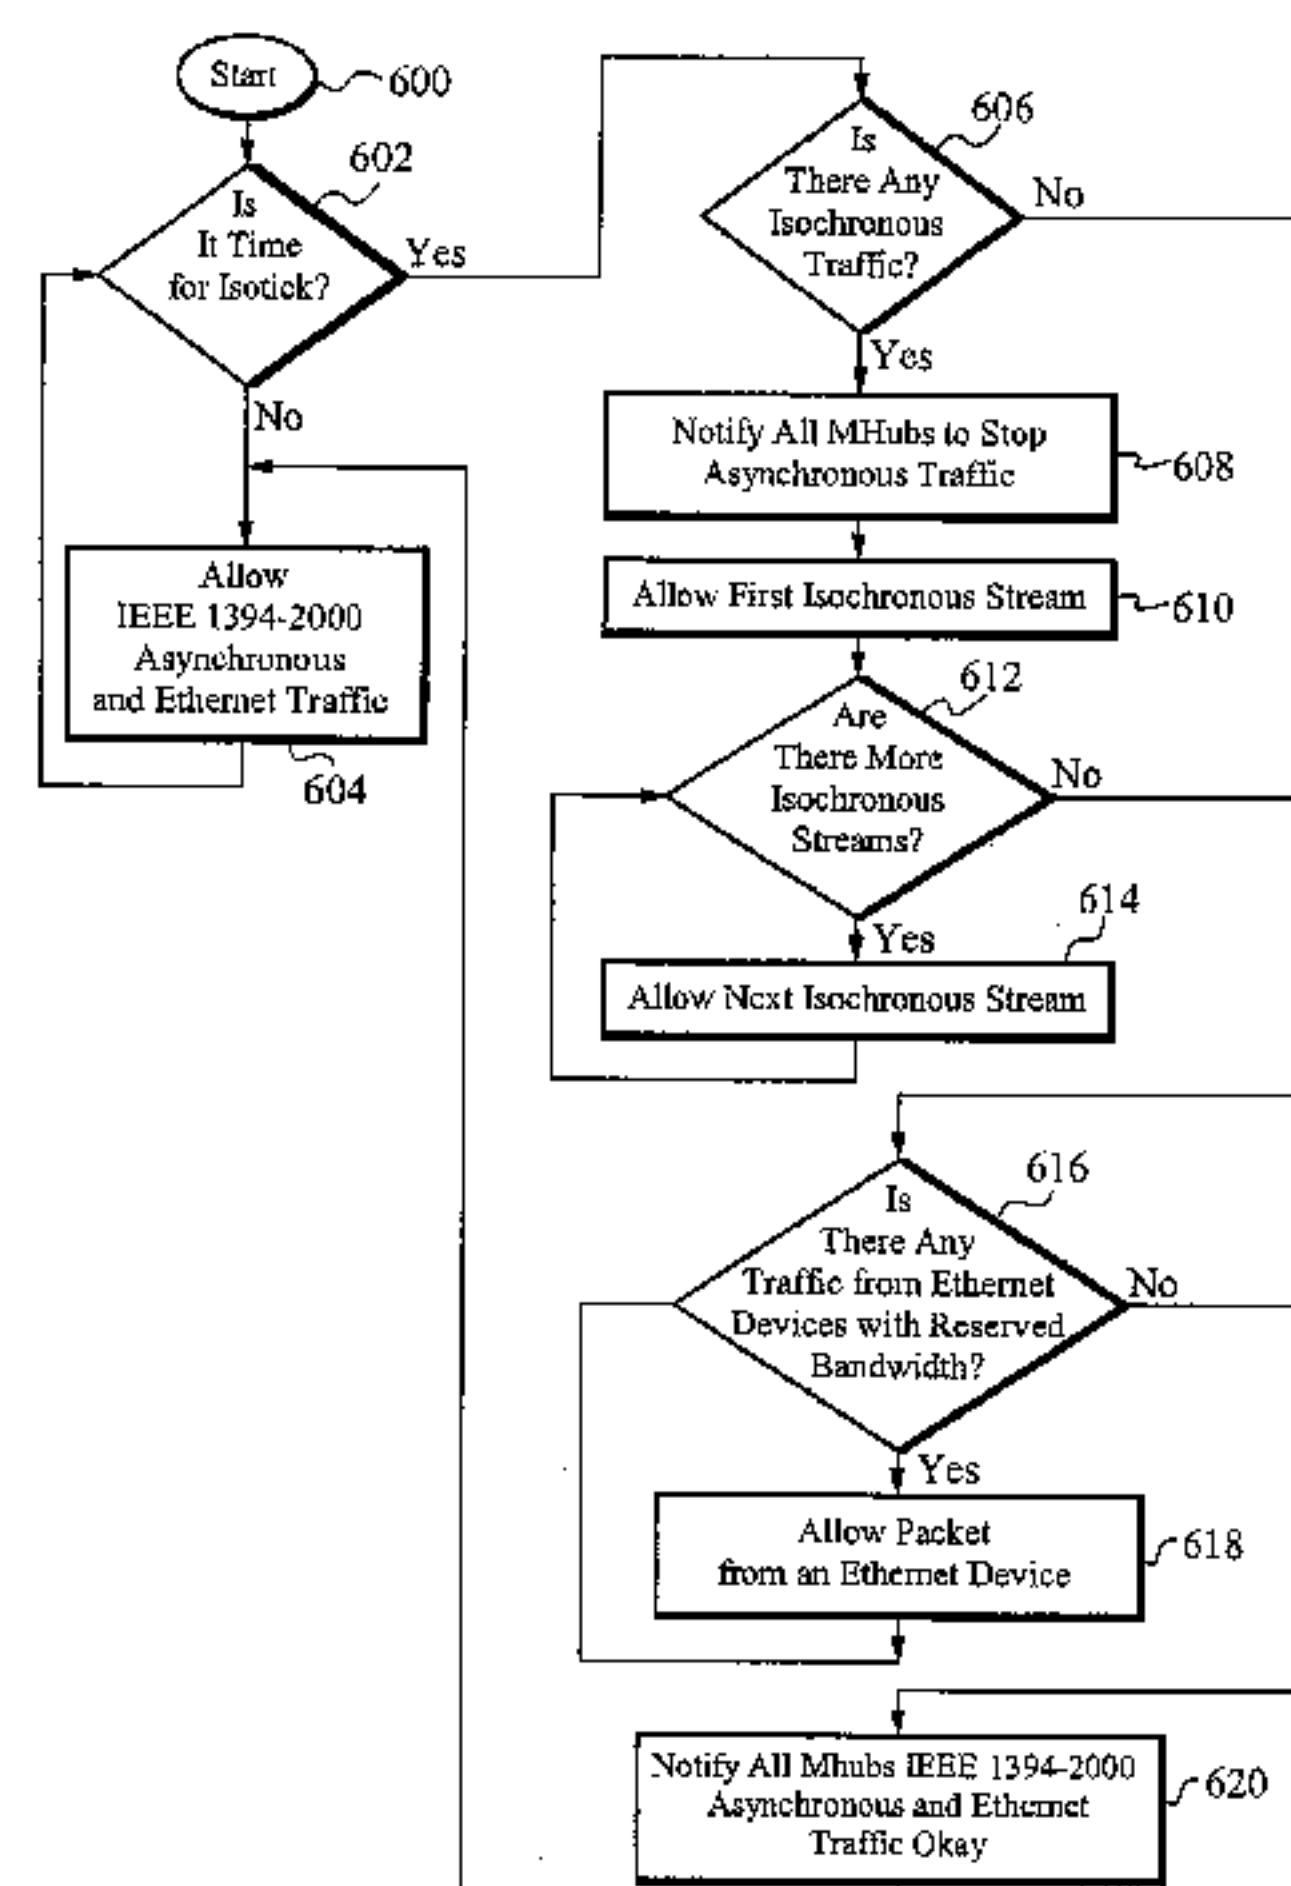 Start
600
602
Is
It Time
for Isotick?
Yes
No
Allow
IEEE 1394-2000
Asynchronous
and Ethernet Traffic
604
606
Is
There Any
Isochronous
Traffic?
No
Yes
Notify All MHubs to Stop
Asynchronous Traffic
608
Allow First Isochronous Stream
610
612
Are
There More
Isochronous
Streams?
No
Yes
614
Allow Next Isochronous Stream
616
Is
There Any
Traffic from Ethernet
Devices with Reserved
Bandwidth?
No
Yes
Allow Packet
from an Ethernet Device
618
Notify All Mhubs IEEE 1394-2000
Asynchronous and Ethernet
Traffic Okay
620